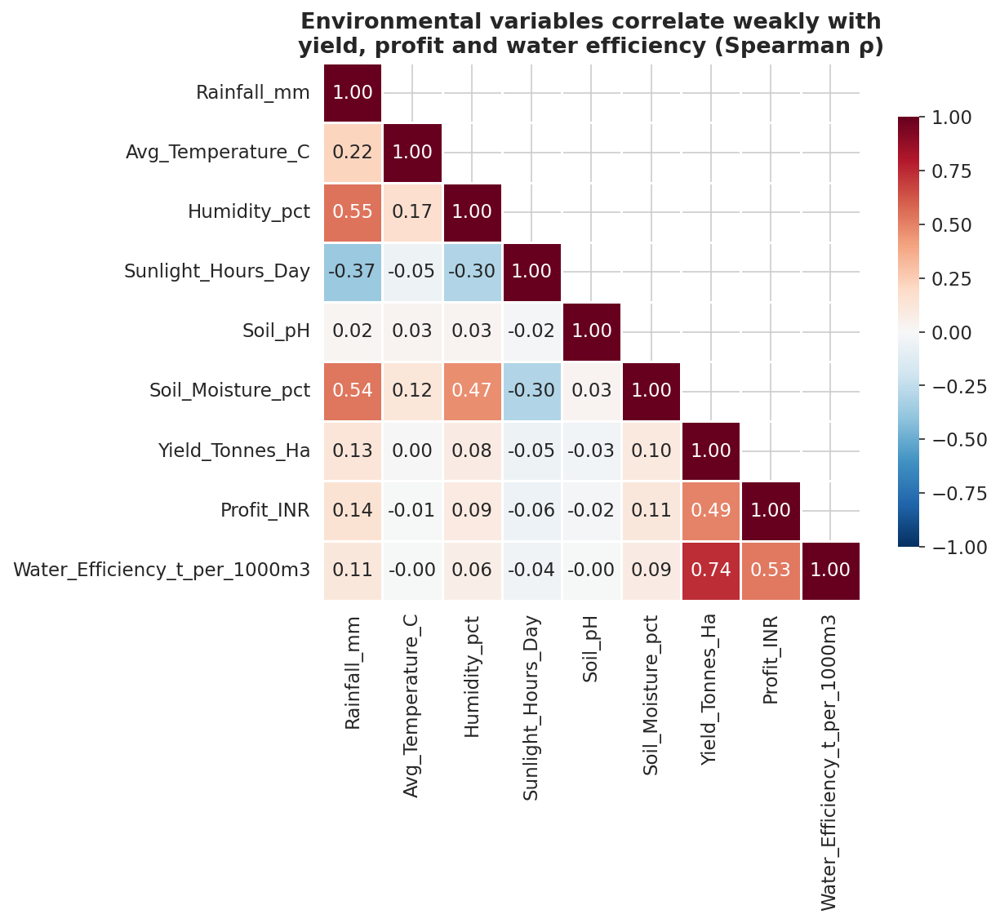 Environmental variables correlate weakly with
yield, profit and water efficiency (Spearman ρ)
Rainfall_mm 1.00
Avg_Temperature_C 0.22 1.00
Humidity_pct 0.55 0.17 1.00
Sunlight_Hours_Day -0.37 -0.05 -0.30 1.00
Soil_pH 0.02 0.03 0.03 -0.02 1.00
Soil_Moisture_pct 0.54 0.12 0.47 -0.30 0.03 1.00
Yield_Tonnes_Ha 0.13 0.00 0.08 -0.05 -0.03 0.10 1.00
Profit_INR 0.14 -0.01 0.09 -0.06 -0.02 0.11 0.49 1.00
Water_Efficiency_t_per_1000m3 0.11 -0.00 0.06 -0.04 -0.00 0.09 0.74 0.53 1.00
Rainfall_mm
Avg_Temperature_C
Humidity_pct
Sunlight_Hours_Day
Soil_pH
Soil_Moisture_pct
Yield_Tonnes_Ha
Profit_INR
Water_Efficiency_t_per_1000m3
1.00
0.75
0.50
0.25
0.00
−0.25
−0.50
−0.75
−1.00